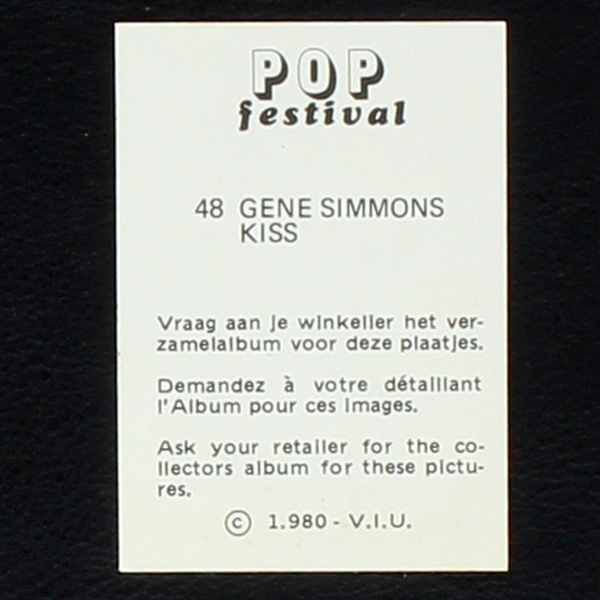 POP
festival
48 GENE SIMMONS
KISS
Vraag aan je winkelier het ver-
zamelalbum voor deze plaatjes.
Demandez à votre détaillant
l'Album pour ces images.
Ask your retailer for the co-
llectors album for these pictu-
res.
© 1.980 - V.I.U.